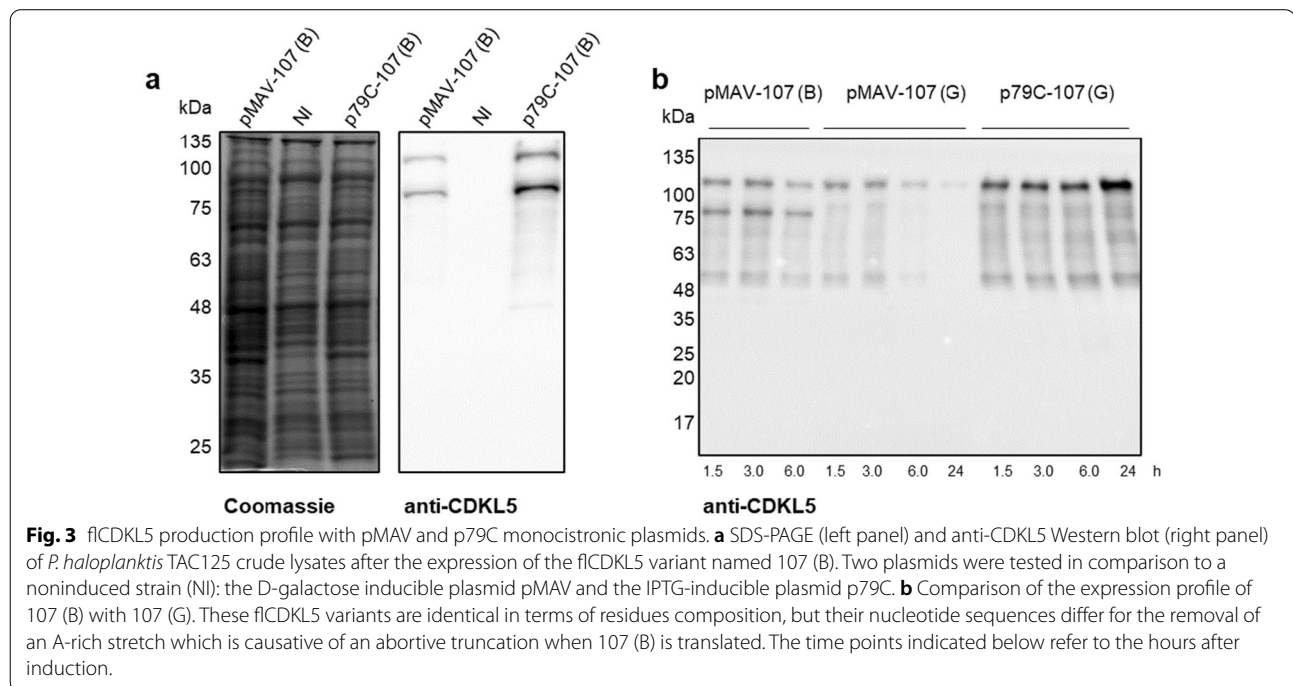 a
kDa
pMAV-107 (B)
NI
p79C-107 (B)
pMAV-107 (B)
NI
p79C-107 (B)
135
100
75
63
48
35
25
Coomassie
anti-CDKL5
b
pMAV-107 (B) pMAV-107 (G) p79C-107 (G)
kDa
135
100
75
63
48
35
25
20
17
1.5 3.0 6.0 1.5 3.0 6.0 24 1.5 3.0 6.0 24 h
anti-CDKL5
Fig. 3 flCDKL5 production profile with pMAV and p79C monocistronic plasmids. a SDS-PAGE (left panel) and anti-CDKL5 Western blot (right panel)
of P. haloplanktis TAC125 crude lysates after the expression of the flCDKL5 variant named 107 (B). Two plasmids were tested in comparison to a
noninduced strain (NI): the D-galactose inducible plasmid pMAV and the IPTG-inducible plasmid p79C. b Comparison of the expression profile of
107 (B) with 107 (G). These flCDKL5 variants are identical in terms of residues composition, but their nucleotide sequences differ for the removal of
an A-rich stretch which is causative of an abortive truncation when 107 (B) is translated. The time points indicated below refer to the hours after
induction.